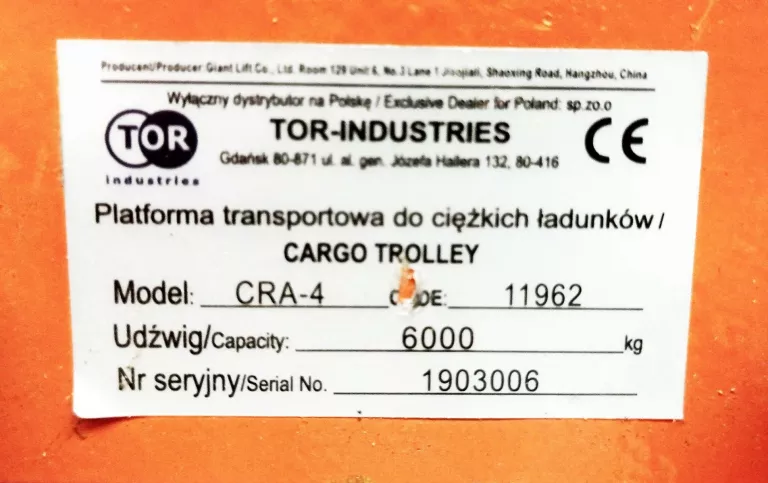 Producent/Producer Giant Lift Co., Ltd. Room 129 Unit 6, No.3 Lane 1 Shaoxing Road, Hangzhou, China
Wyłączny dystrybutor na Polskę / Exclusive Dealer for Poland: sp.zo.o
TOR
industries
TOR-INDUSTRIES
CE
Gdańsk 80-871 ul. al. gen. Józefa Hallera 132, 80-416
Platforma transportowa do ciężkich ładunków/
CARGO TROLLEY
Model: CRA-4 11962
Udźwig/Capacity: 6000 kg
Nr seryjny/Serial No. 1903006